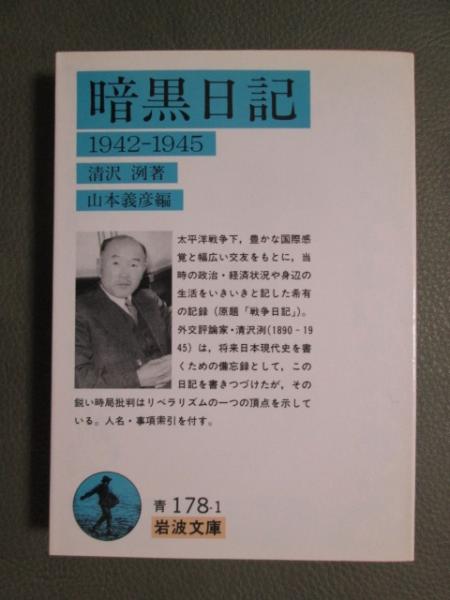 暗黒日記
1942-1945
清沢 洌著
山本義彦編
太平洋戦争下，豊かな国際感
覚と幅広い交友をもとに，当
時の政治・経済状況や身辺の
生活をいきいきと記した希有
の記録（原題「戦争日記」）。
外交評論家・清沢洌(1890-19
45)は，将来日本現代史を書
くための備忘録として，この
日記を書きつづけたが，その
鋭い時局批判はリベラリズムの一つの頂点を示して
いる。人名・事項索引を付す。
青 178-1
岩波文庫